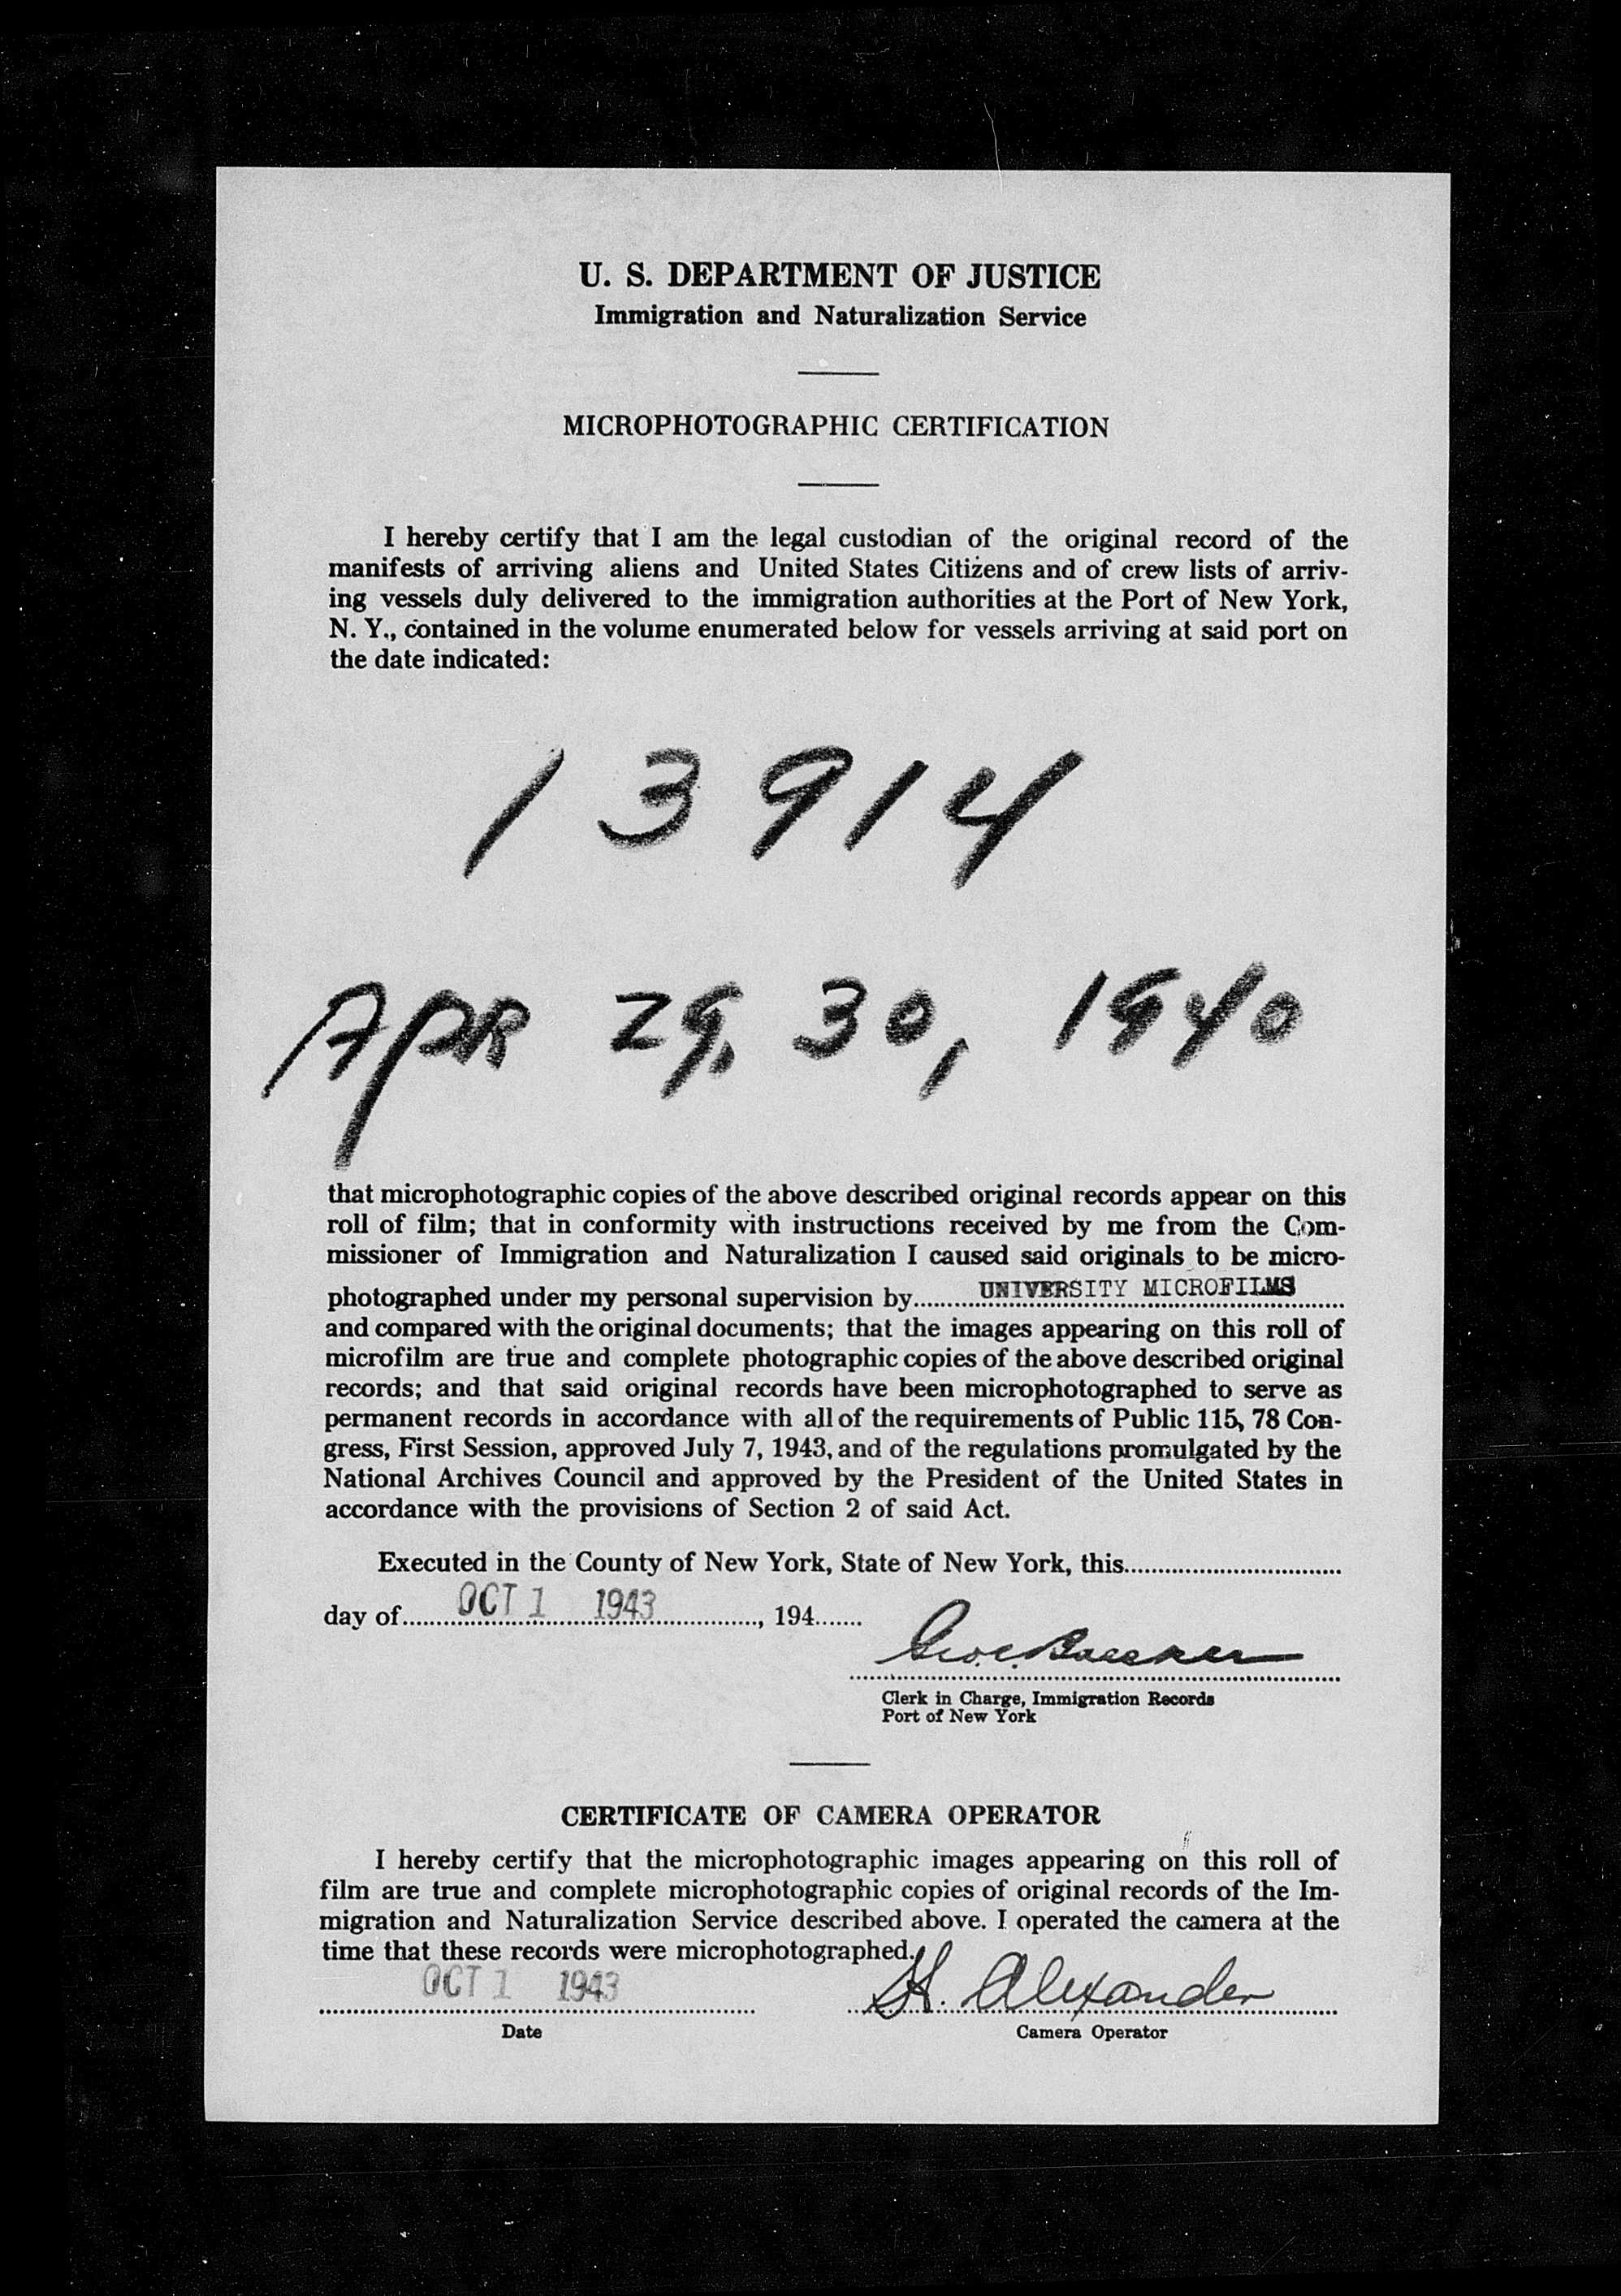 U. S. DEPARTMENT OF JUSTICE
Immigration and Naturalization Service
MICROPHOTOGRAPHIC CERTIFICATION
I hereby certify that I am the legal custodian of the original record of the
manifests of arriving aliens and United States Citizens and of crew lists of arriv-
ing vessels duly delivered to the immigration authorities at the Port of New York,
N. Y., contained in the volume enumerated below for vessels arriving at said port on
the date indicated:
13914
APR 29, 30, 1940
that microphotographic copies of the above described original records appear on this
roll of film; that in conformity with instructions received by me from the Com-
missioner of Immigration and Naturalization I caused said originals to be micro-
photographed under my personal supervision by UNIVERSITY MICROFILMS
and compared with the original documents; that the images appearing on this roll of
microfilm are true and complete photographic copies of the above described original
records; and that said original records have been microphotographed to serve as
permanent records in accordance with all of the requirements of Public 115, 78 Con-
gress, First Session, approved July 7, 1943, and of the regulations promulgated by the
National Archives Council and approved by the President of the United States in
accordance with the provisions of Section 2 of said Act.
Executed in the County of New York, State of New York, this
day of OCT 1 1943, 194
Clerk in Charge, Immigration Records
Port of New York
CERTIFICATE OF CAMERA OPERATOR
I hereby certify that the microphotographic images appearing on this roll of
film are true and complete microphotographic copies of original records of the Im-
migration and Naturalization Service described above. I operated the camera at the
time that these records were microphotographed.
OCT 1 1943 H. Alexander
Date Camera Operator